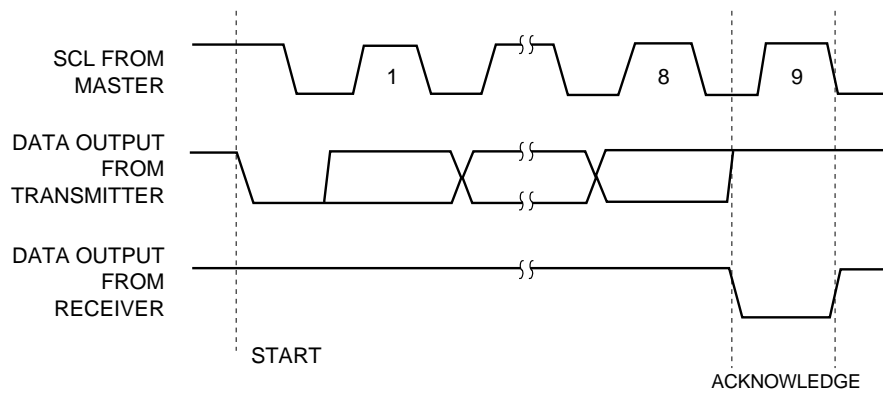 SCL FROM
MASTER
1
8
9
DATA OUTPUT
FROM
TRANSMITTER
DATA OUTPUT
FROM
RECEIVER
START
ACKNOWLEDGE